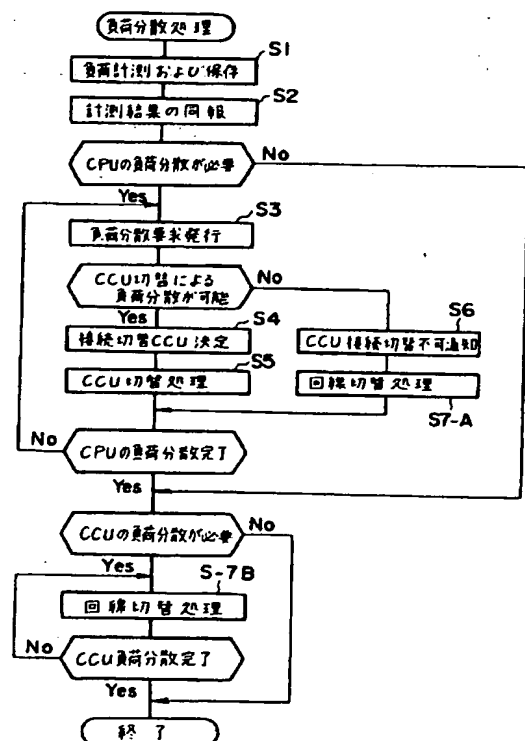 負荷分散処理
S1
負荷計測および保存
S2
計測結果の同報
CPUの負荷分散が必要
No
Yes
S3
負荷分散要求発行
CCU切替による
負荷分散が可能
No
Yes
S4
接続切替CCU決定
S6
CCU接続切替不可通知
S5
CCU切替処理
回線切替処理
S7-A
No
CPUの負荷分散完了
Yes
CCUの負荷分散が必要
No
Yes
S-7B
回線切替処理
No
CCU負荷分散完了
Yes
終了